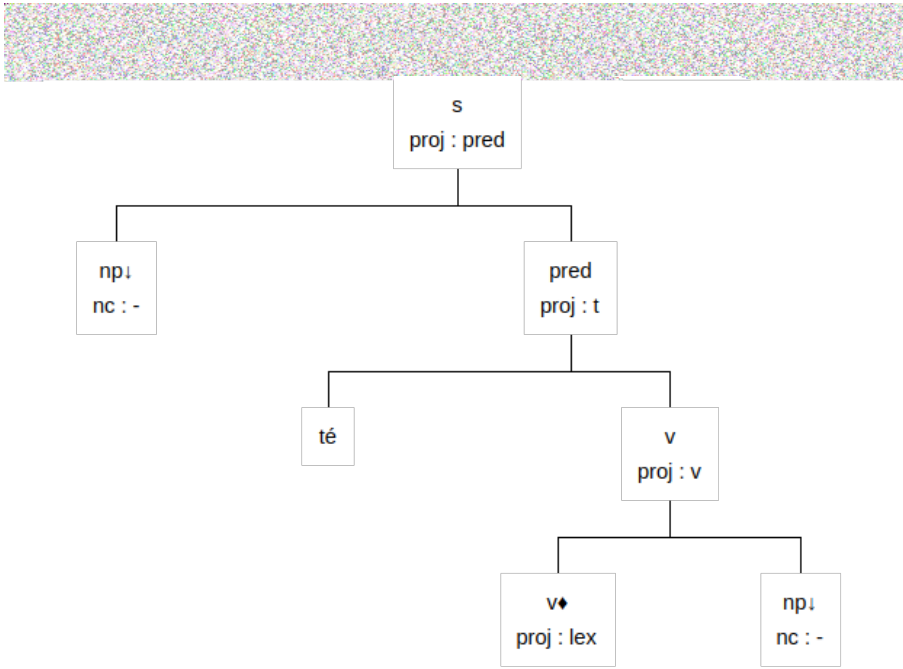 s
proj : pred
np↓
nc : -
pred
proj : t
té
v
proj : v
v♦
proj : lex
np↓
nc : -